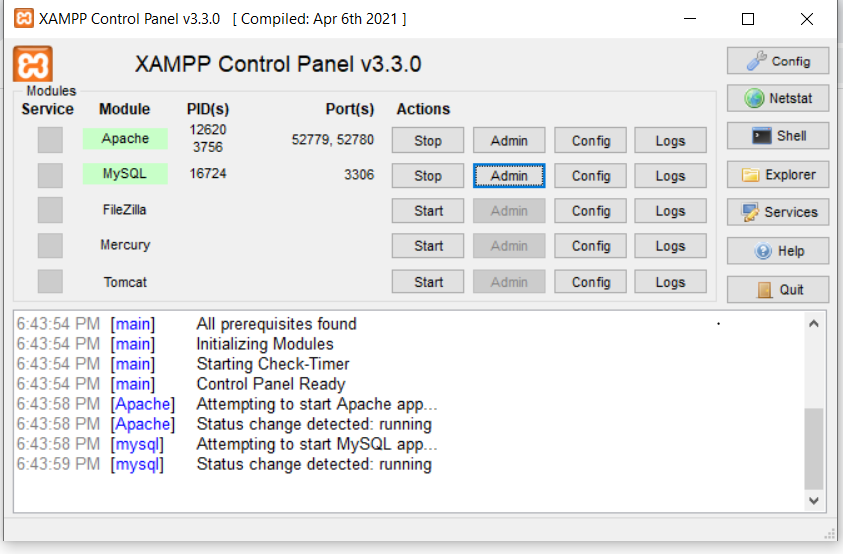 XAMPP Control Panel v3.3.0 [ Compiled: Apr 6th 2021 ]
XAMPP Control Panel v3.3.0
Config
Modules
Service Module PID(s) Port(s) Actions
Netstat
Apache 12620 3756 52779, 52780 Stop Admin Config Logs
Shell
MySQL 16724 3306 Stop Admin Config Logs
Explorer
FileZilla Start Admin Config Logs
Services
Mercury Start Admin Config Logs
Help
Tomcat Start Admin Config Logs
Quit
6:43:54 PM [main] All prerequisites found
6:43:54 PM [main] Initializing Modules
6:43:54 PM [main] Starting Check-Timer
6:43:54 PM [main] Control Panel Ready
6:43:58 PM [Apache] Attempting to start Apache app...
6:43:58 PM [Apache] Status change detected: running
6:43:58 PM [mysql] Attempting to start MySQL app...
6:43:59 PM [mysql] Status change detected: running